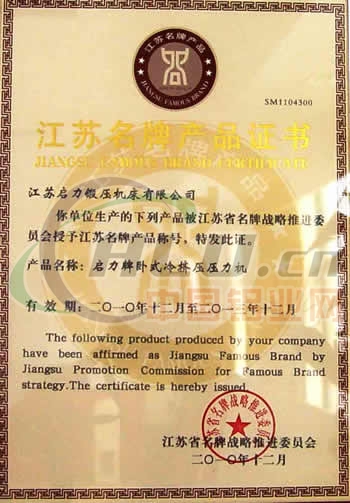 江苏名牌产品
JIANGSU FAMOUS BRAND
SM1104300
江苏名牌产品证书
JIANGSU FAMOUS BRAND CERTIFICATE
江苏启力锻压机床有限公司
你单位生产的下列产品被江苏省名牌战略推进委
员会授予江苏名牌产品称号，特发此证。
产品名称：启力牌卧式冷挤压压力机
有 效 期：二〇一〇年十二月至二〇一三年十二月
The following product produced by your company
have been affirmed as Jiangsu Famous Brand by
Jiangsu Promotion Commission for Famous Brand
strategy.The certificate is hereby issued.
江苏省名牌战略推进委员会
二〇一〇年十二月